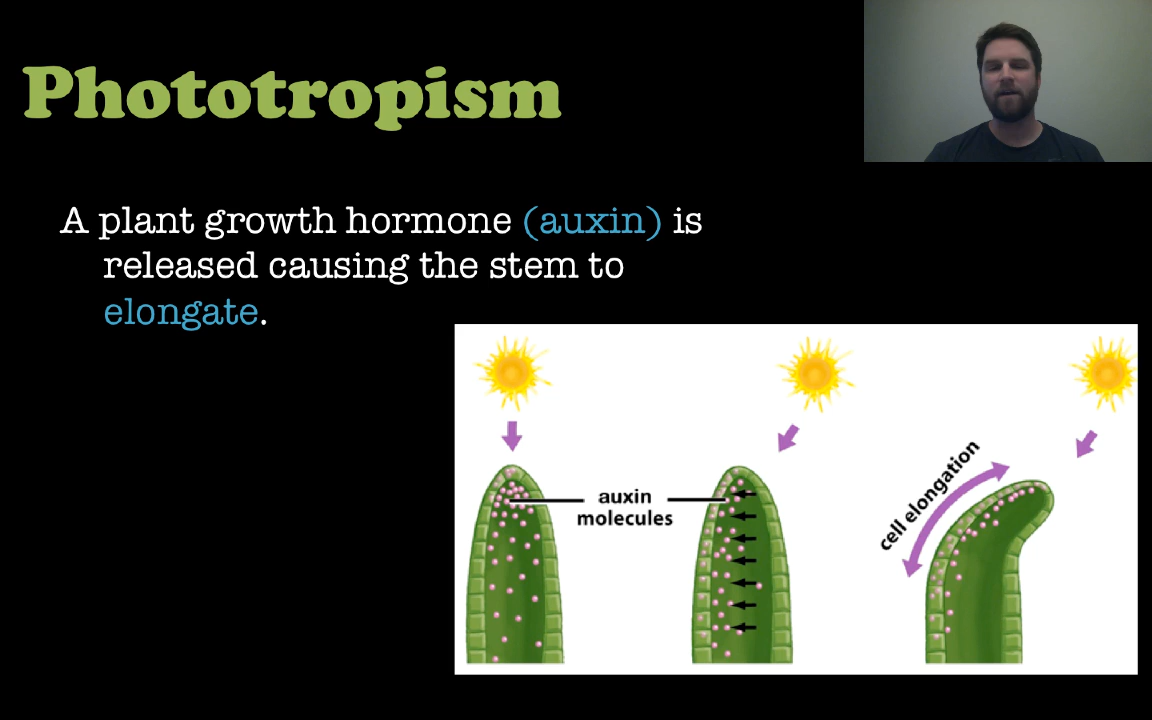 Phototropism
A plant growth hormone (auxin) is
released causing the stem to
elongate.
auxin
molecules
cell elongation